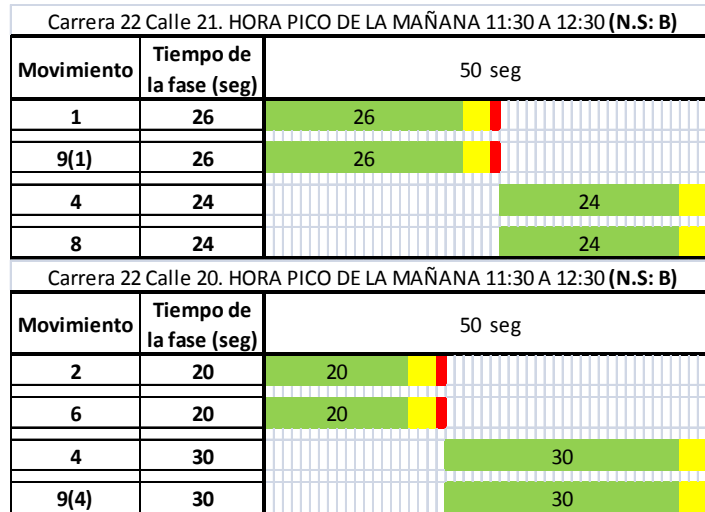 Carrera 22 Calle 21. HORA PICO DE LA MAÑANA 11:30 A 12:30 (N.S: B)
Movimiento Tiempo de la fase (seg) 50 seg
1 26 26
9(1) 26 26
4 24 24
8 24 24
Carrera 22 Calle 20. HORA PICO DE LA MAÑANA 11:30 A 12:30 (N.S: B)
Movimiento Tiempo de la fase (seg) 50 seg
2 20 20
6 20 20
4 30 30
9(4) 30 30